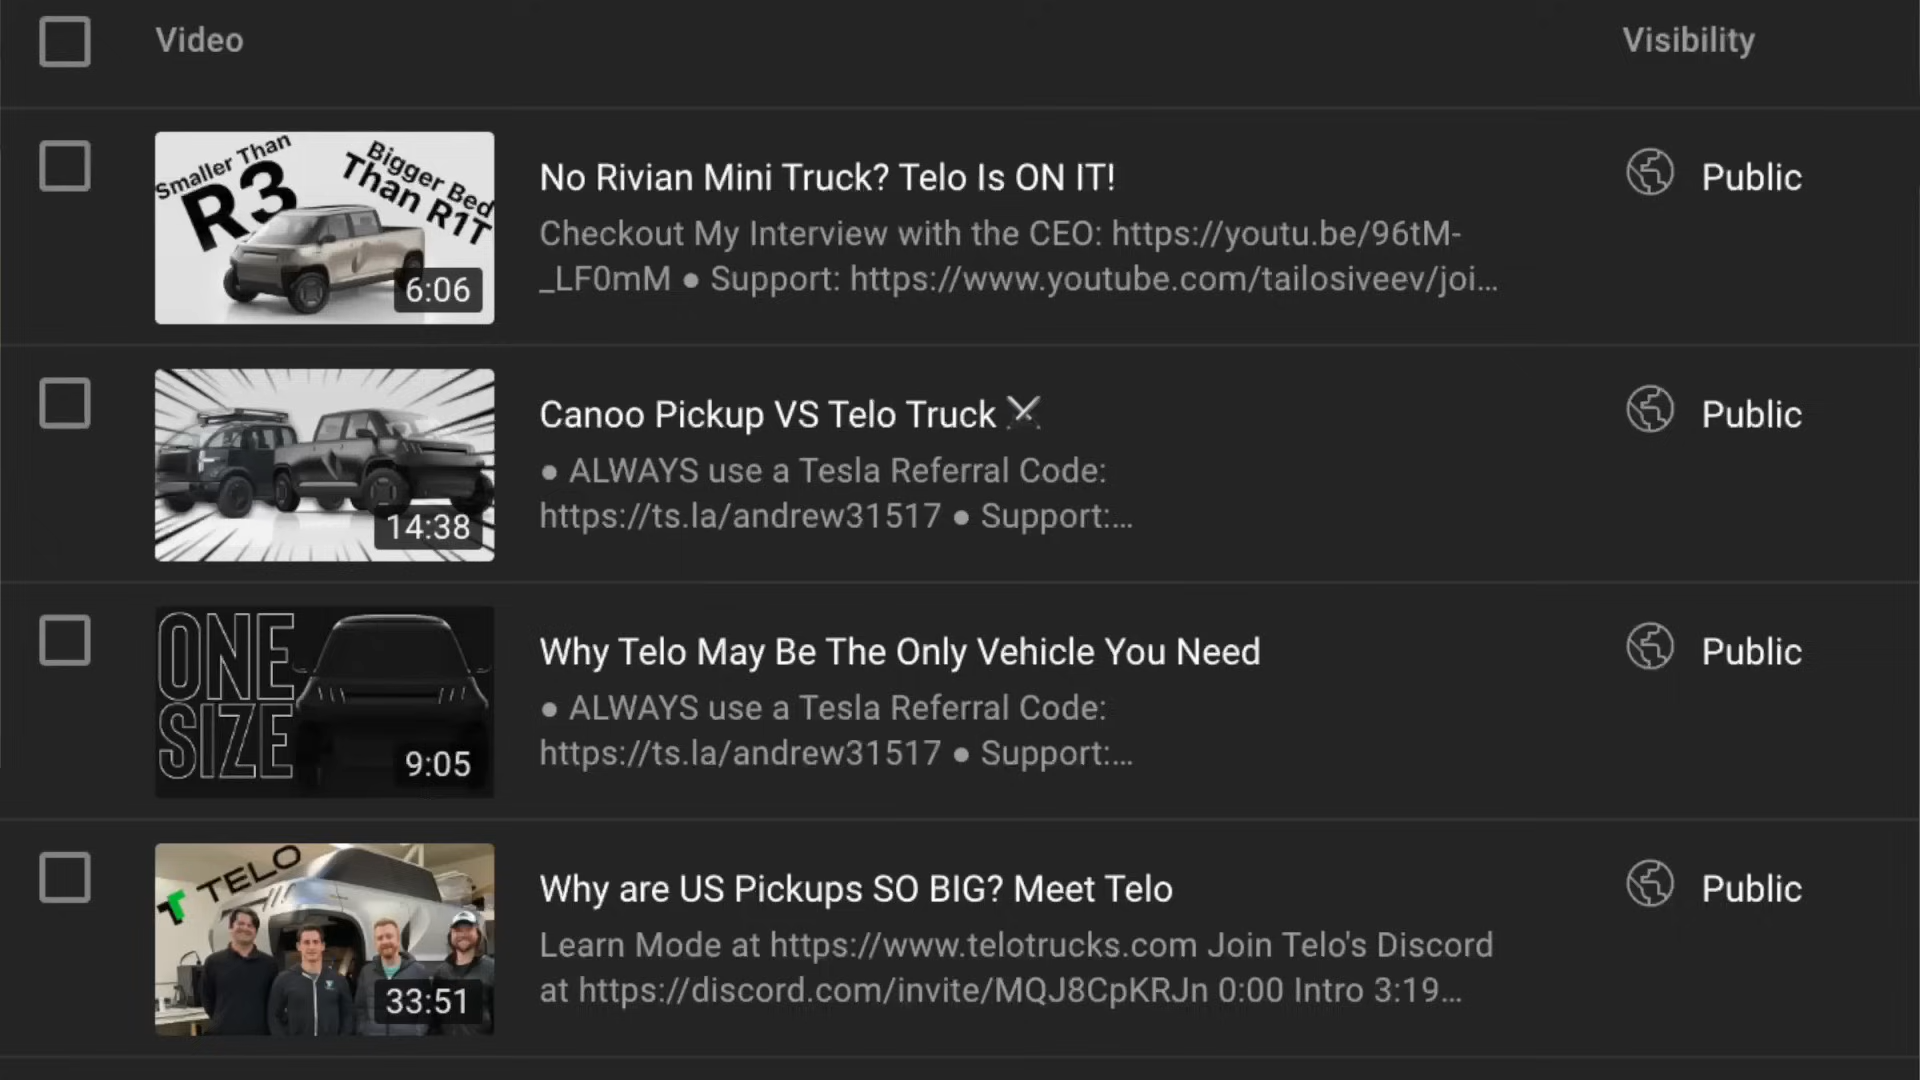 Video
Visibility
Smaller Than
R3
Bigger Bed
Than R1T
6:06
No Rivian Mini Truck? Telo Is ON IT!
Checkout My Interview with the CEO: https://youtu.be/96tM-
_LF0mM ● Support: https://www.youtube.com/tailosiveev/joi...
Public
14:38
Canoo Pickup VS Telo Truck ⚔
● ALWAYS use a Tesla Referral Code:
https://ts.la/andrew31517 ● Support:...
Public
ONE
SIZE
9:05
Why Telo May Be The Only Vehicle You Need
● ALWAYS use a Tesla Referral Code:
https://ts.la/andrew31517 ● Support:...
Public
TELO
33:51
Why are US Pickups SO BIG? Meet Telo
Learn Mode at https://www.telotrucks.com Join Telo's Discord
at https://discord.com/invite/MQJ8CpKRJn 0:00 Intro 3:19...
Public